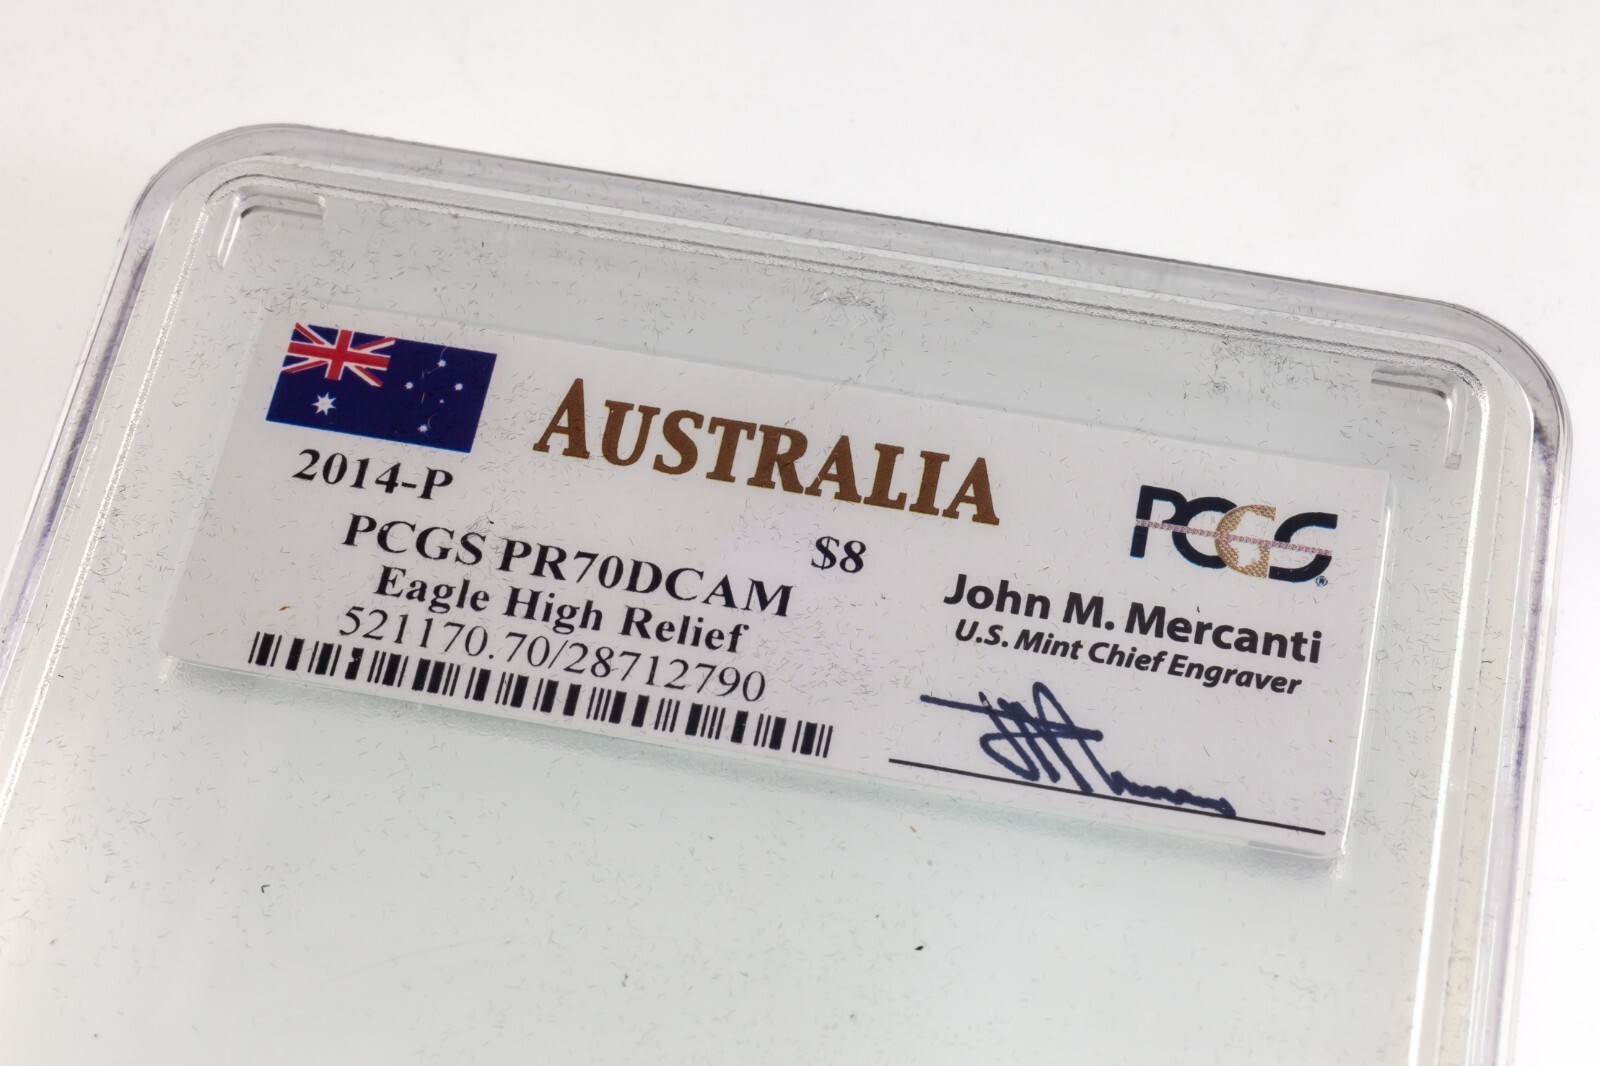 AUSTRALIA
2014-P
$8
PCGS PR70DCAM
Eagle High Relief
521170.70/28712790
PCGS®
John M. Mercanti
U.S. Mint Chief Engraver